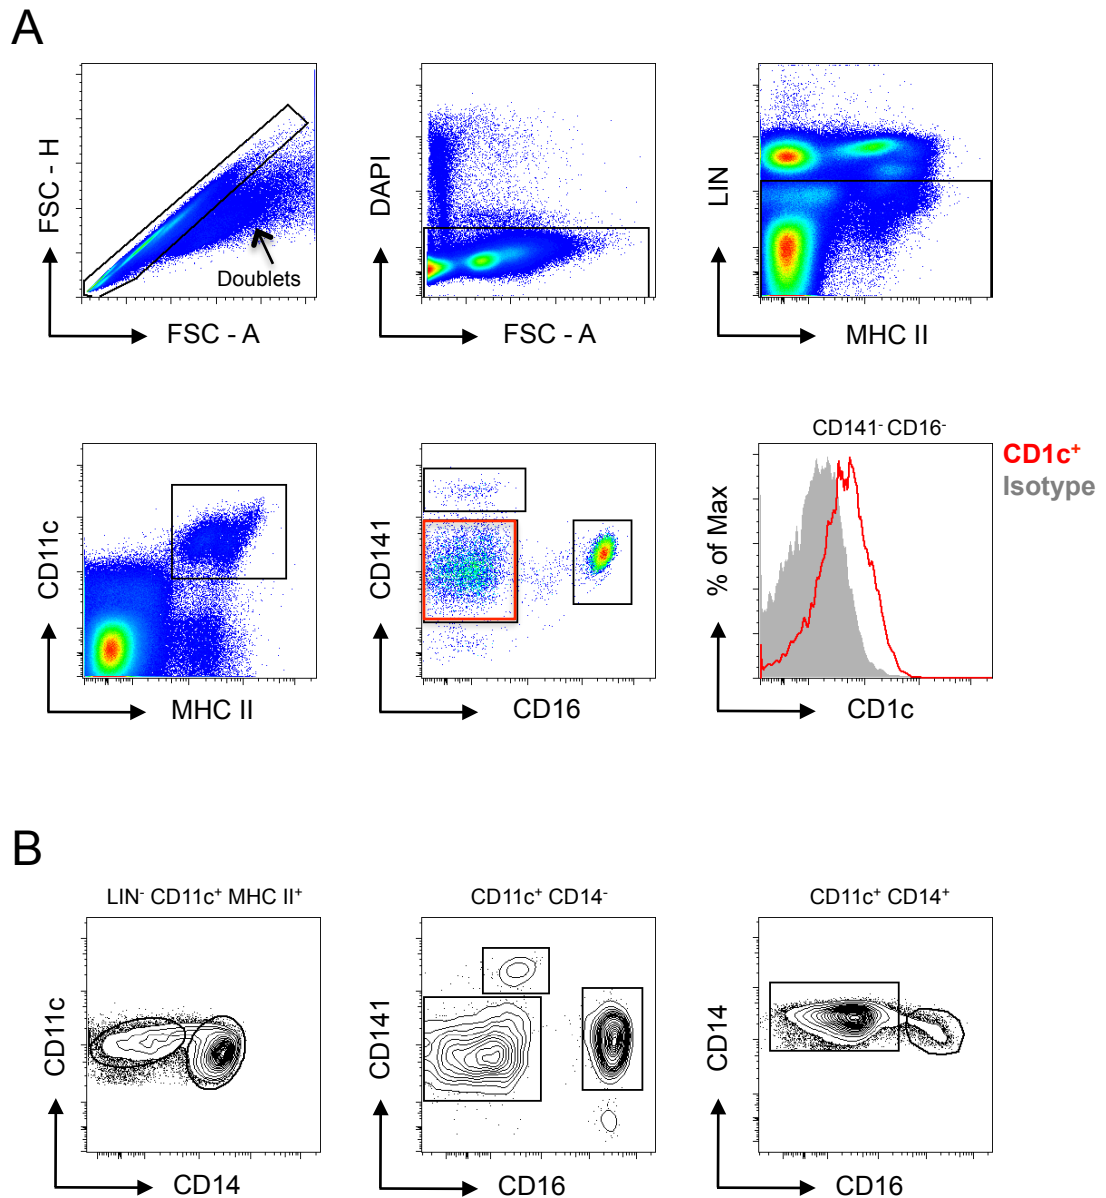 A
FSC - H
Doublets
FSC - A
DAPI
FSC - A
LIN
MHC II
CD11c
MHC II
CD141
CD16
CD141⁻ CD16⁻
% of Max
CD1c
CD1c⁺
Isotype
B
LIN⁻ CD11c⁺ MHC II⁺
CD11c
CD14
CD11c⁺ CD14⁻
CD141
CD16
CD11c⁺ CD14⁺
CD14
CD16